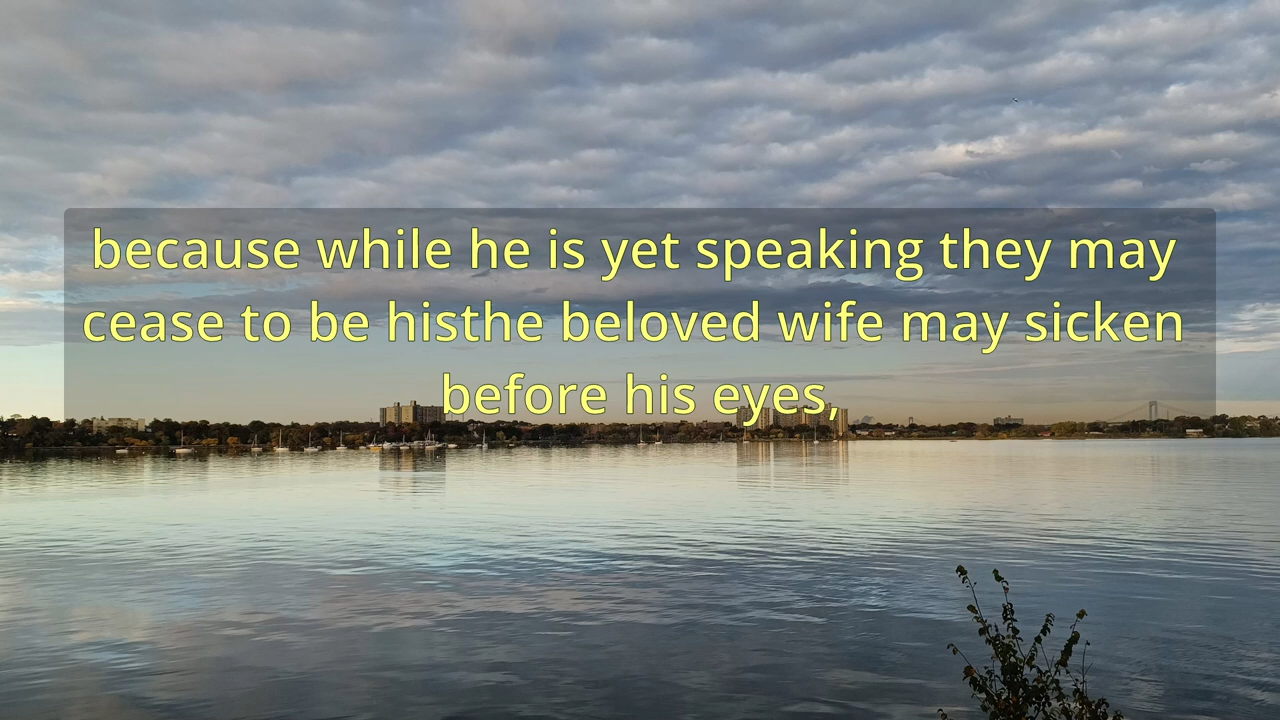 because while he is yet speaking they may
cease to be histhe beloved wife may sicken
before his eyes,